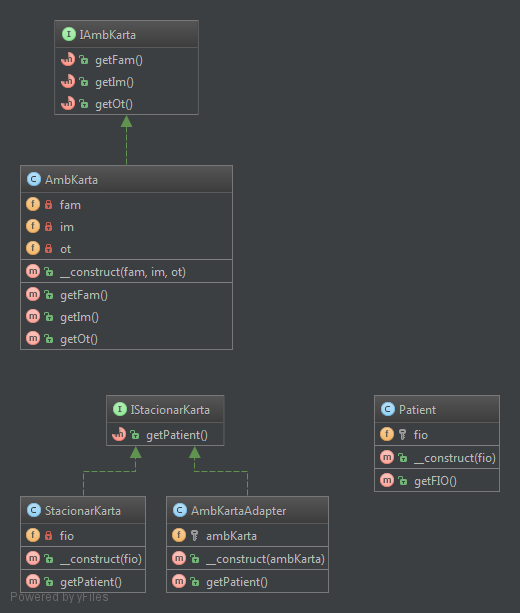 IAmbKarta
getFam()
getIm()
getOt()
AmbKarta
fam
im
ot
__construct(fam, im, ot)
getFam()
getIm()
getOt()
IStacionarKarta
getPatient()
Patient
fio
__construct(fio)
getFIO()
StacionarKarta
fio
__construct(fio)
getPatient()
AmbKartaAdapter
ambKarta
__construct(ambKarta)
getPatient()
Powered by yFiles